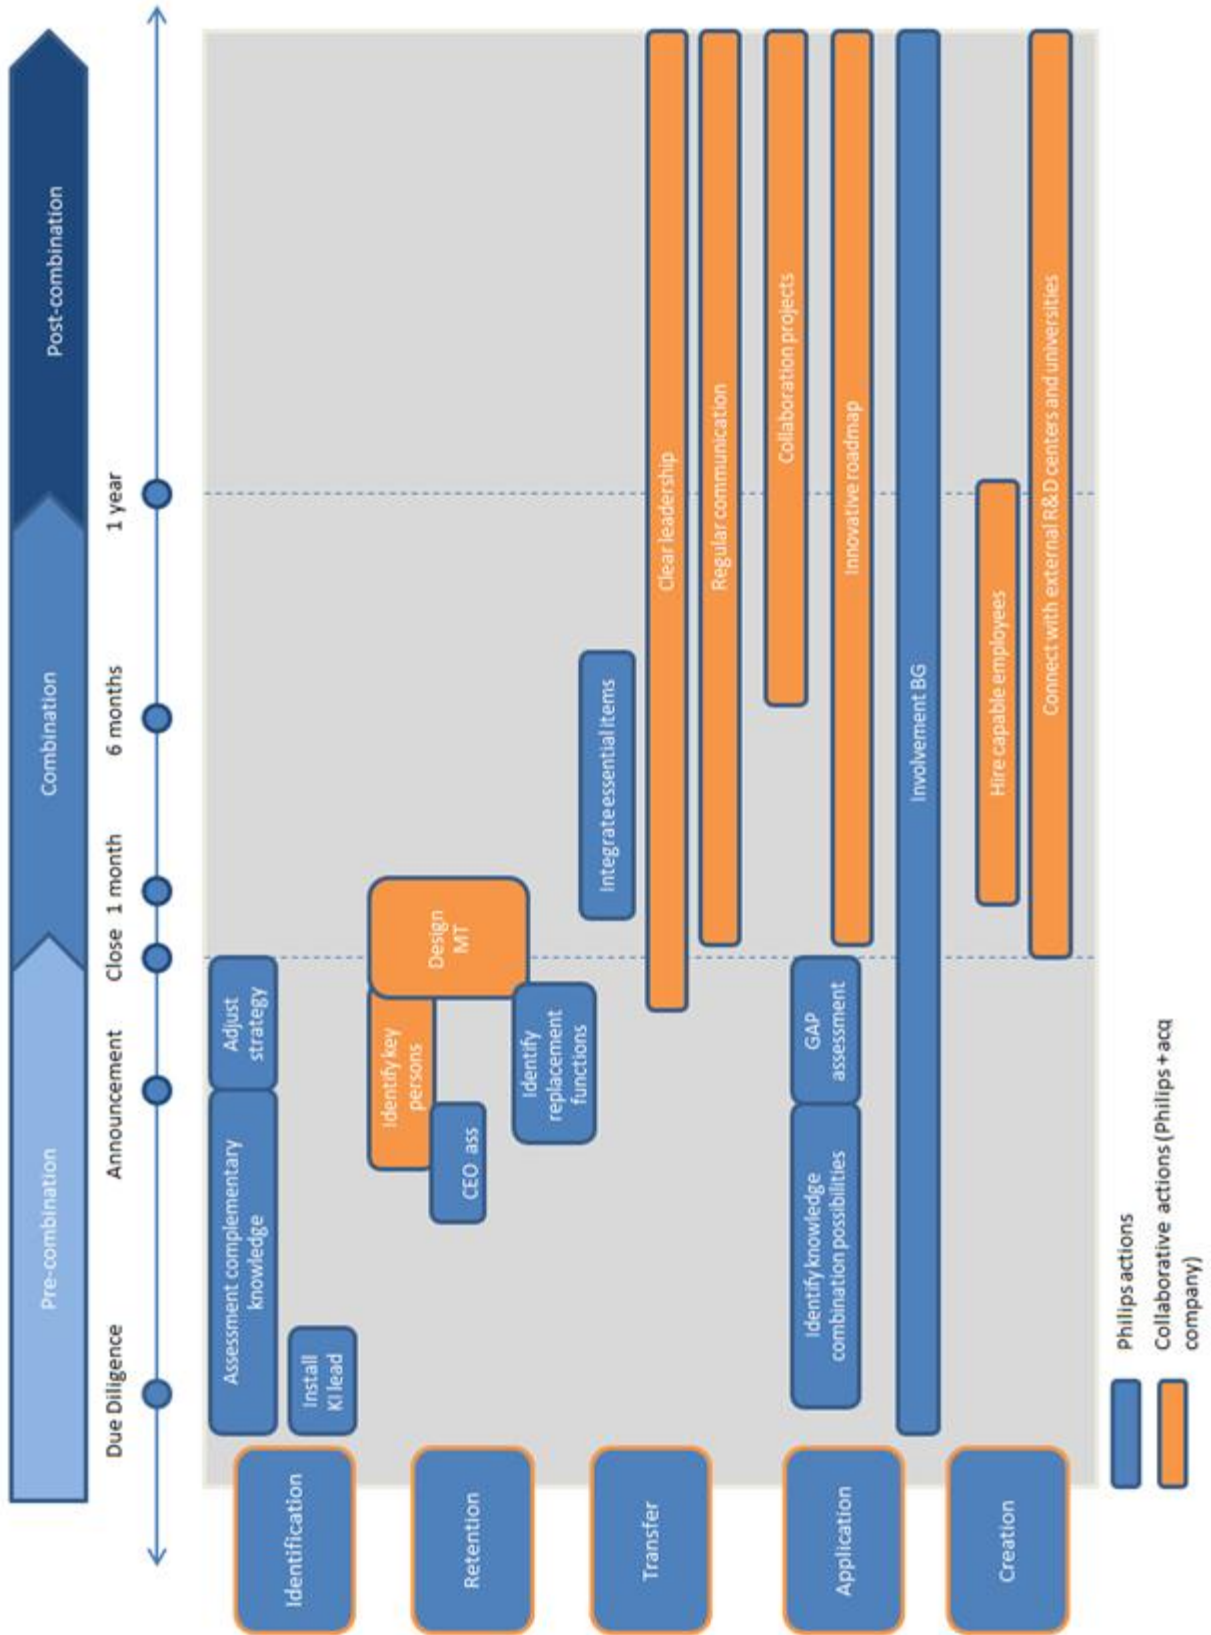 Pre-combination
Combination
Post-combination
Due Diligence
Announcement
Close
1 month
6 months
1 year
Identification
Assessment complementary
knowledge
Adjust
strategy
Install
KI lead
Retention
Identify key
persons
Design
MT
CEO ass
Identify
replacement
functions
Transfer
Integrate essential items
Clear leadership
Regular communication
Collaboration projects
Application
Identify knowledge
combination possibilities
GAP
assessment
Innovative roadmap
Involvement BG
Creation
Hire capable employees
Connect with external R&D centers and universities
Philips actions
Collaborative actions (Philips + acq
company)